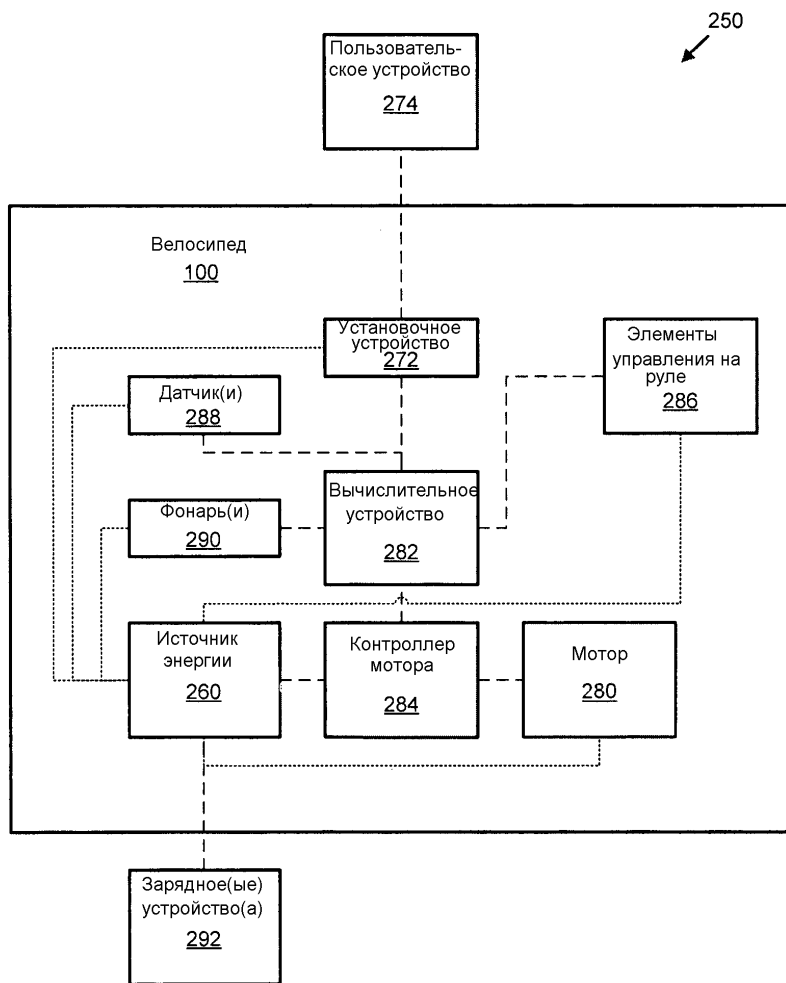 250
Пользователь-
ское устройство
274
Велосипед
100
Установочное
устройство
272
Элементы
управления на
руле
286
Датчик(и)
288
Вычислительное
устройство
282
Фонарь(и)
290
Источник
энергии
260
Контроллер
мотора
284
Мотор
280
Зарядное(ые)
устройство(а)
292